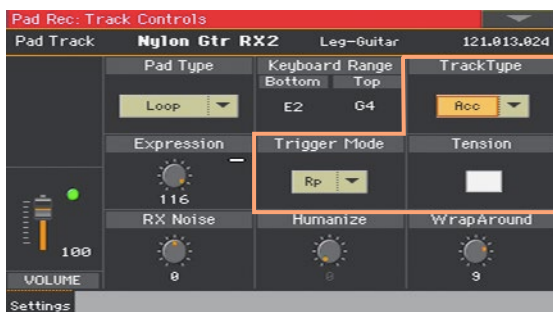 Pad Rec: Track Controls
Pad Track Nylon Gtr RX2 Leg-Guitar 121.013.024
Pad Type Keyboard Range TrackType
Bottom Top
Loop E2 G4 Acc
Expression Trigger Mode Tension
Rp
116
RX Noise Humanize WrapAround
100
0 0 9
VOLUME
Settings